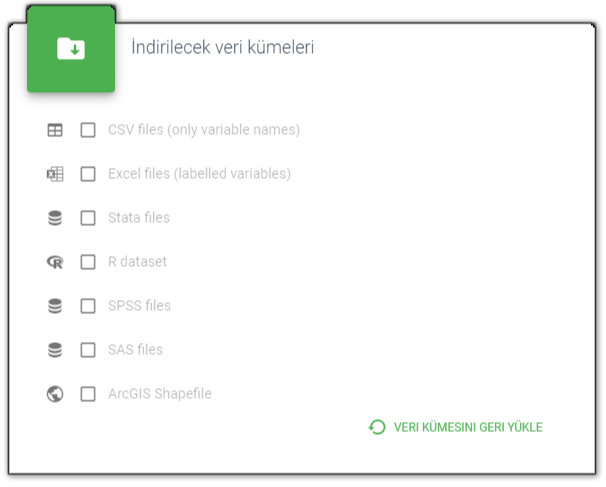 İndirilecek veri kümeleri
CSV files (only variable names)
Excel files (labelled variables)
Stata files
R dataset
SPSS files
SAS files
ArcGIS Shapefile
VERI KÜMESINI GERI YÜKLE